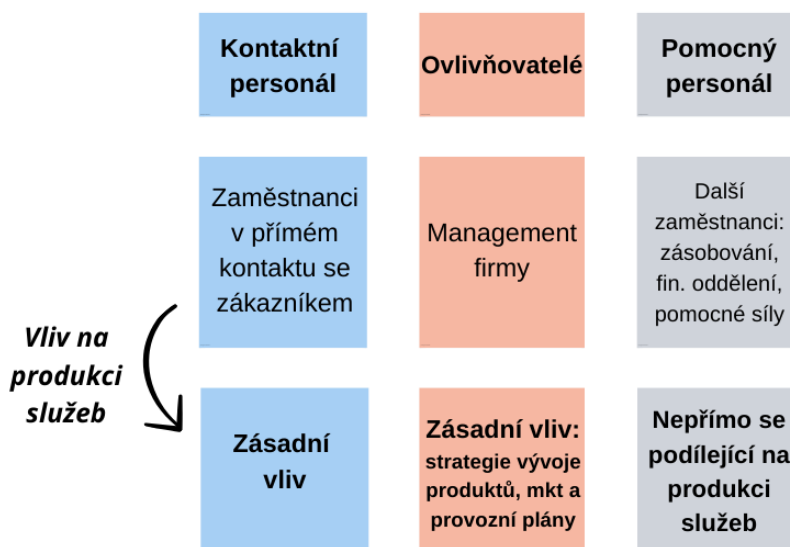 Kontaktní
personál
Ovlivňovatelé
Pomocný
personál
Zaměstnanci
v přímém
kontaktu se
zákazníkem
Management
firmy
Další
zaměstnanci:
zásobování,
fin. oddělení,
pomocné síly
Vliv na
produkci
služeb
Zásadní
vliv
Zásadní vliv:
strategie vývoje
produktů, mkt a
provozní plány
Nepřímo se
podílející na
produkci
služeb